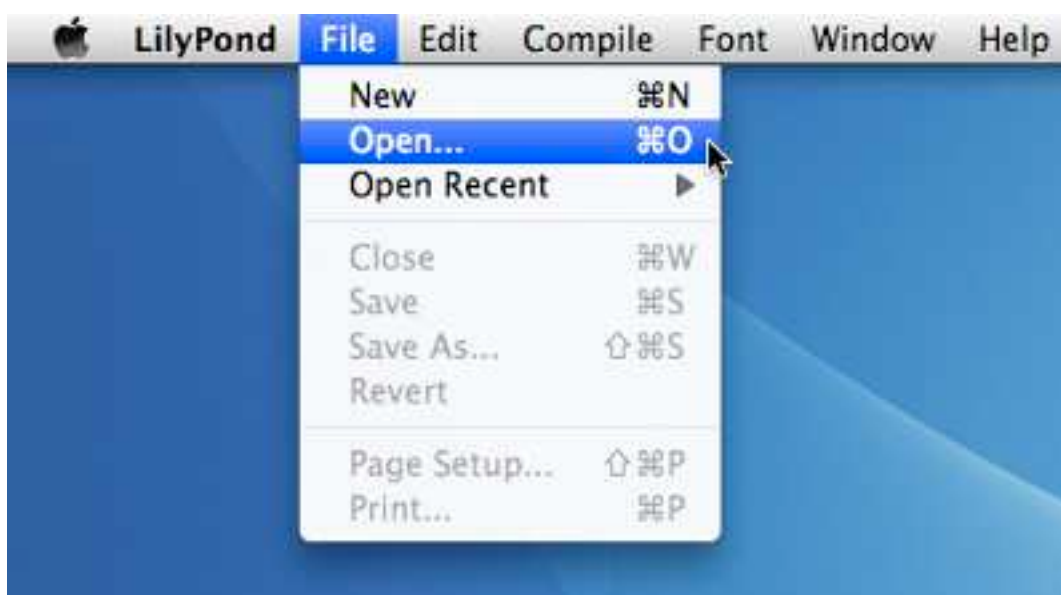 LilyPond File Edit Compile Font Window Help
New ⌘N
Open... ⌘O
Open Recent
Close ⌘W
Save ⌘S
Save As... ⇧⌘S
Revert
Page Setup... ⇧⌘P
Print... ⌘P